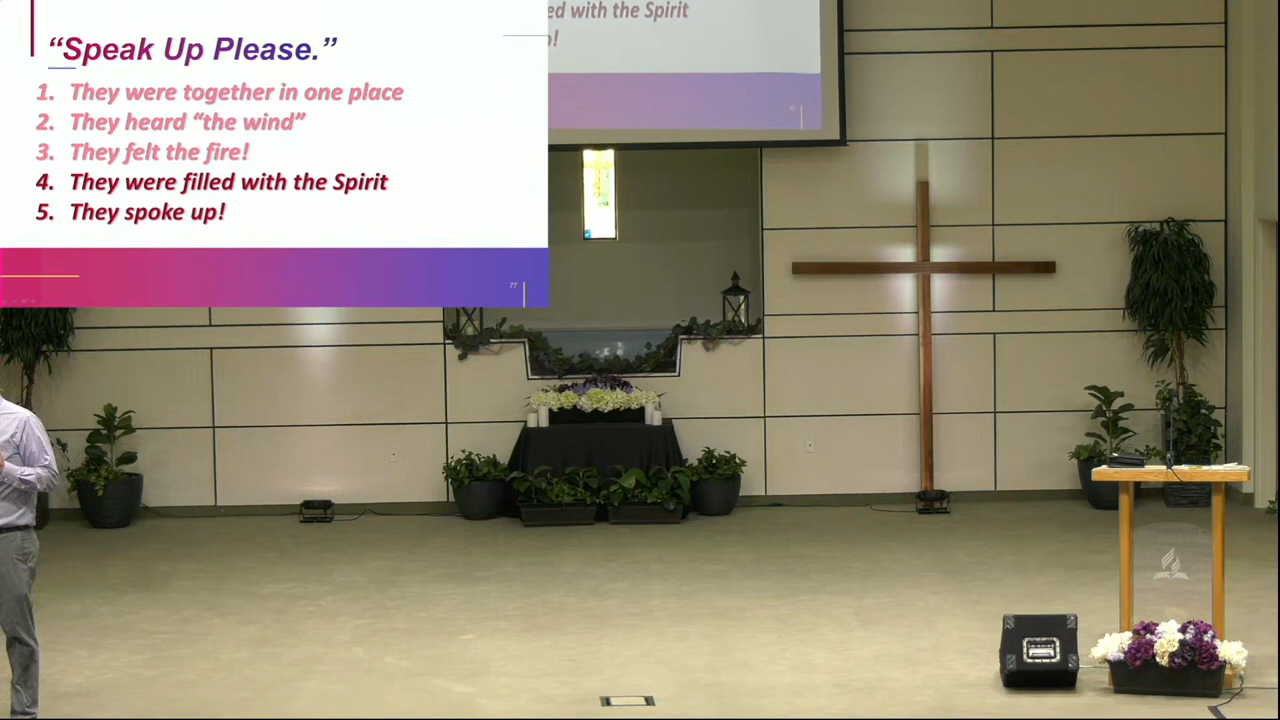 “Speak Up Please.”
1. They were together in one place
2. They heard “the wind”
3. They felt the fire!
4. They were filled with the Spirit
5. They spoke up!
77
ed with the Spirit
p!